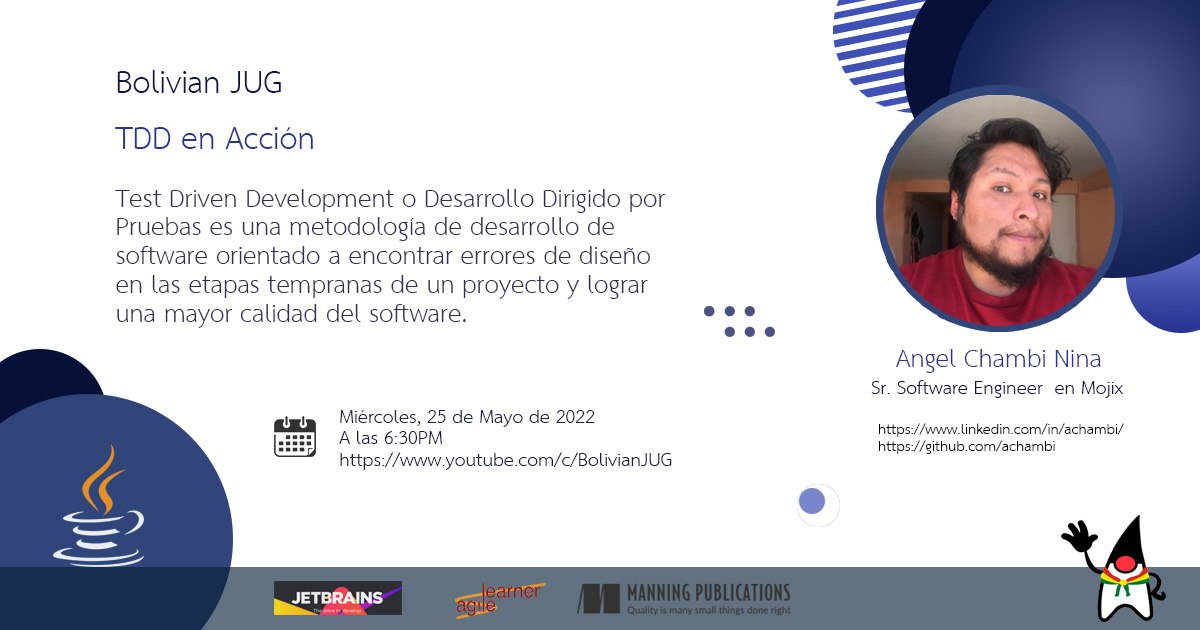 Bolivian JUG
TDD en Acción
Test Driven Development o Desarrollo Dirigido por
Pruebas es una metodología de desarrollo de
software orientado a encontrar errores de diseño
en las etapas tempranas de un proyecto y lograr
una mayor calidad del software.
Angel Chambi Nina
Sr. Software Engineer en Mojix
https://www.linkedin.com/in/achambi/
https://github.com/achambi
Miércoles, 25 de Mayo de 2022
A las 6:30PM
https://www.youtube.com/c/BolivianJUG
JETBRAINS
The drive to develop
agile learner
MANNING PUBLICATIONS
Quality is many small things done right